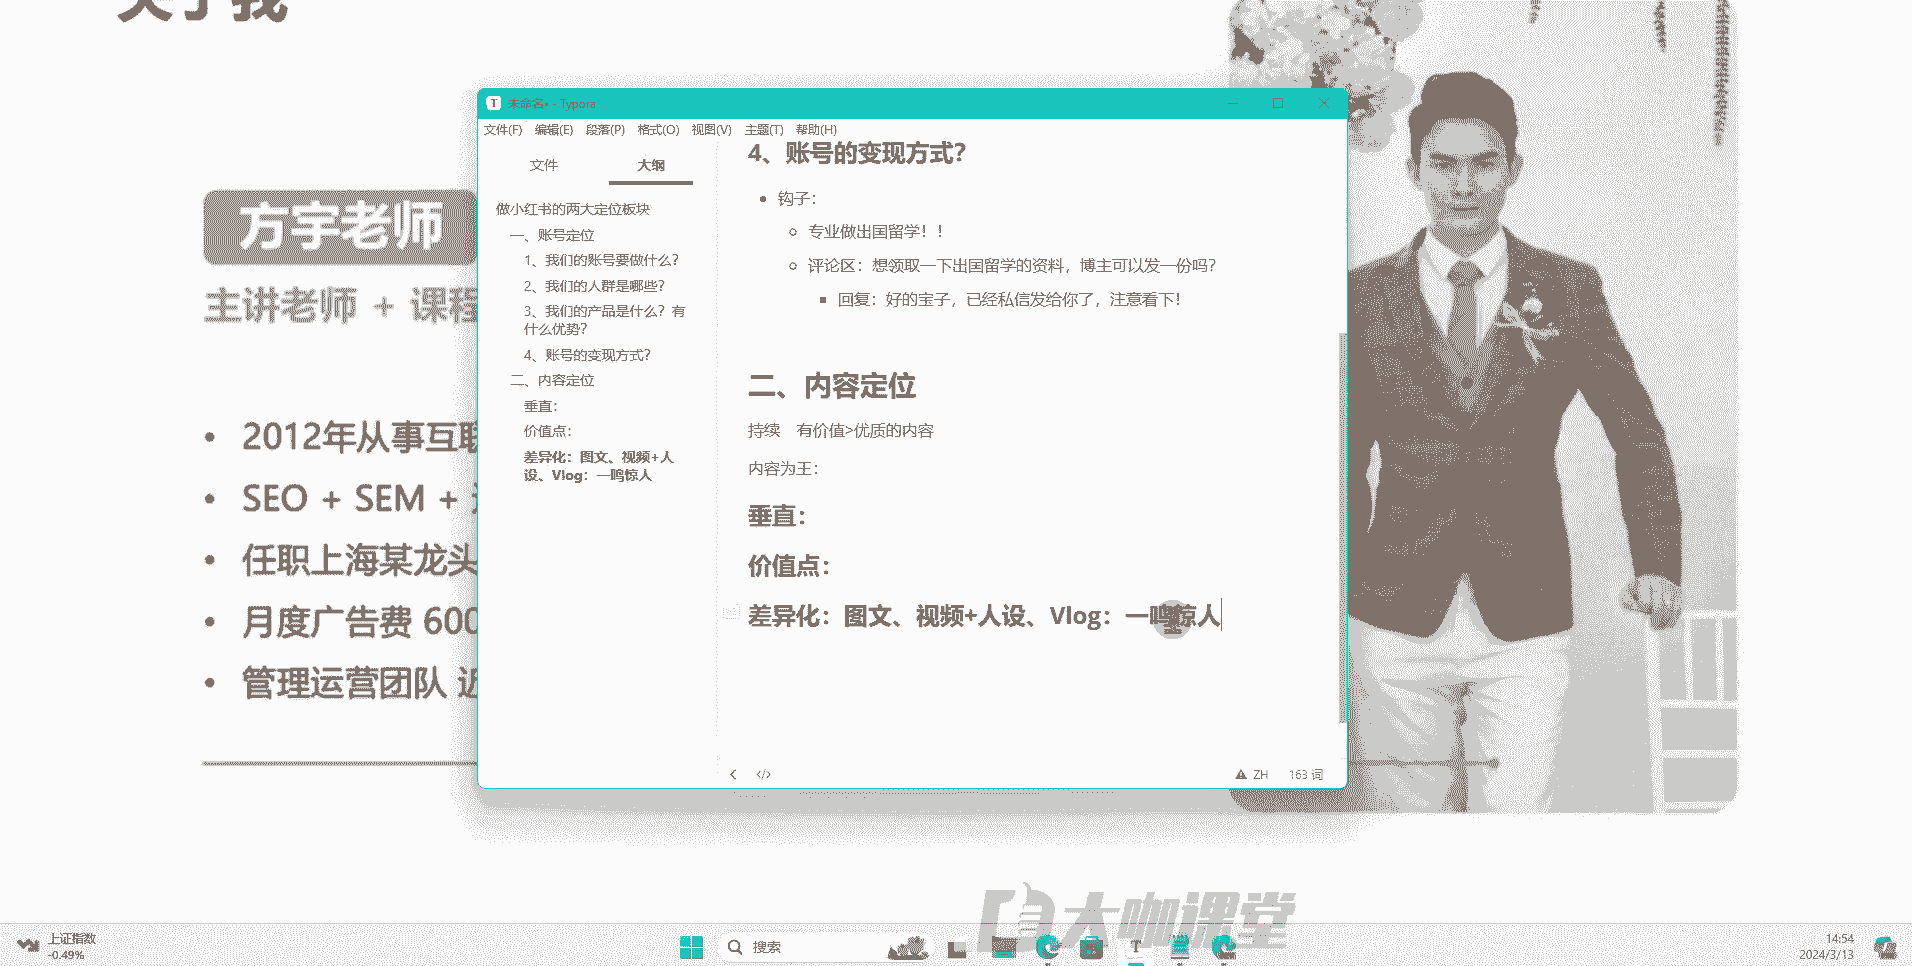 关于我
方宇老师
主讲老师 + 课程
• 2012年从事互联
• SEO + SEM +
• 任职上海某龙头
• 月度广告费 600
• 管理运营团队 近
未命名• - Typora
文件(F) 编辑(E) 段落(P) 格式(O) 视图(V) 主题(T) 帮助(H)
文件 大纲
做小红书的两大定位板块
一、账号定位
1、我们的账号要做什么？
2、我们的人群是哪些？
3、我们的产品是什么？有
什么优势？
4、账号的变现方式？
二、内容定位
垂直：
价值点：
差异化：图文、视频+人
设、Vlog：一鸣惊人
4、账号的变现方式？
• 钩子：
专业做出国留学！！
评论区：想领取一下出国留学的资料，博主可以发一份吗？
回复：好的宝子，已经私信发给你了，注意看下！
二、内容定位
持续 有价值>优质的内容
内容为王：
垂直：
价值点：
差异化：图文、视频+人设、Vlog：一鸣惊人
</> ZH 163 词
大咖课堂
上证指数
-0.49%
搜索
14:54
2024/3/13